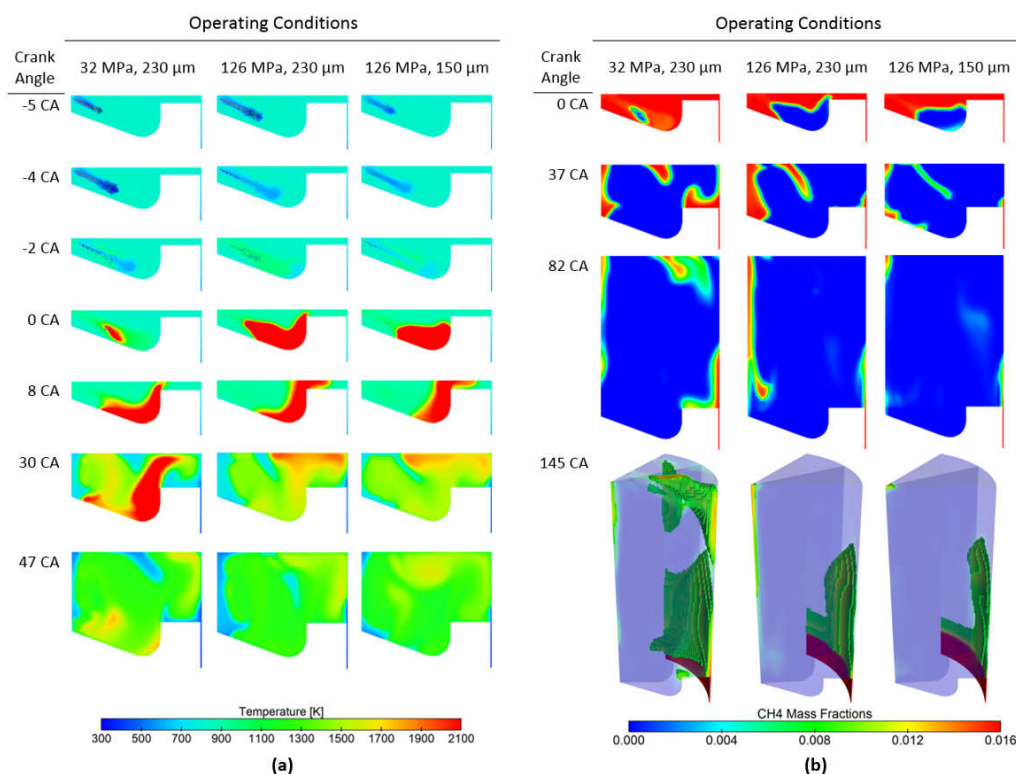 Operating Conditions
Crank
Angle
32 MPa, 230 µm
126 MPa, 230 µm
126 MPa, 150 µm
-5 CA
-4 CA
-2 CA
0 CA
8 CA
30 CA
47 CA
Temperature [K]
300 500 700 900 1100 1300 1500 1700 1900 2100
(a)
Operating Conditions
Crank
Angle
32 MPa, 230 µm
126 MPa, 230 µm
126 MPa, 150 µm
0 CA
37 CA
82 CA
145 CA
CH4 Mass Fractions
0.000 0.004 0.008 0.012 0.016
(b)